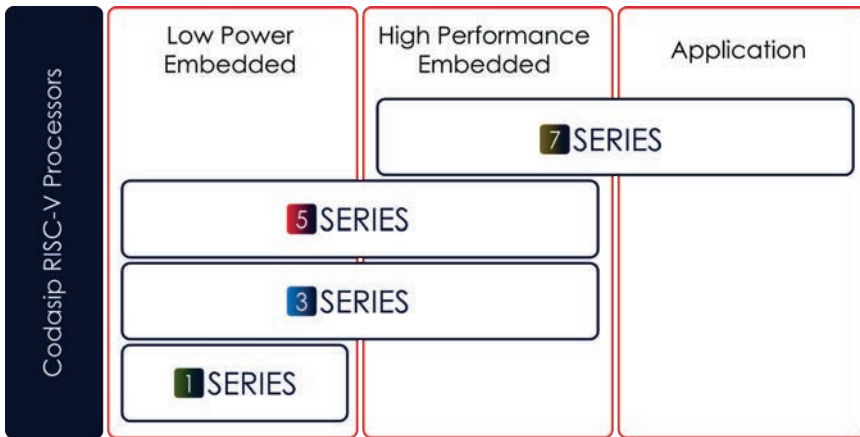 Codasip RISC-V Processors
Low Power
Embedded
High Performance
Embedded
Application
7 SERIES
5 SERIES
3 SERIES
1 SERIES